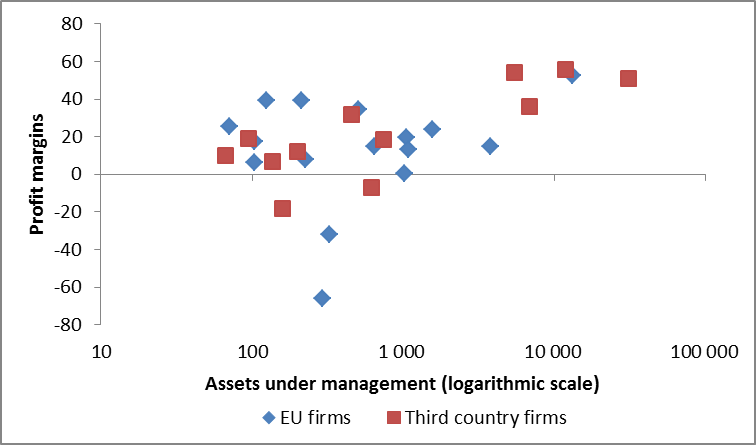 80
60
40
20
0
-20
-40
-60
-80
Profit margins
10 100 1 000 10 000 100 000
Assets under management (logarithmic scale)
EU firms Third country firms